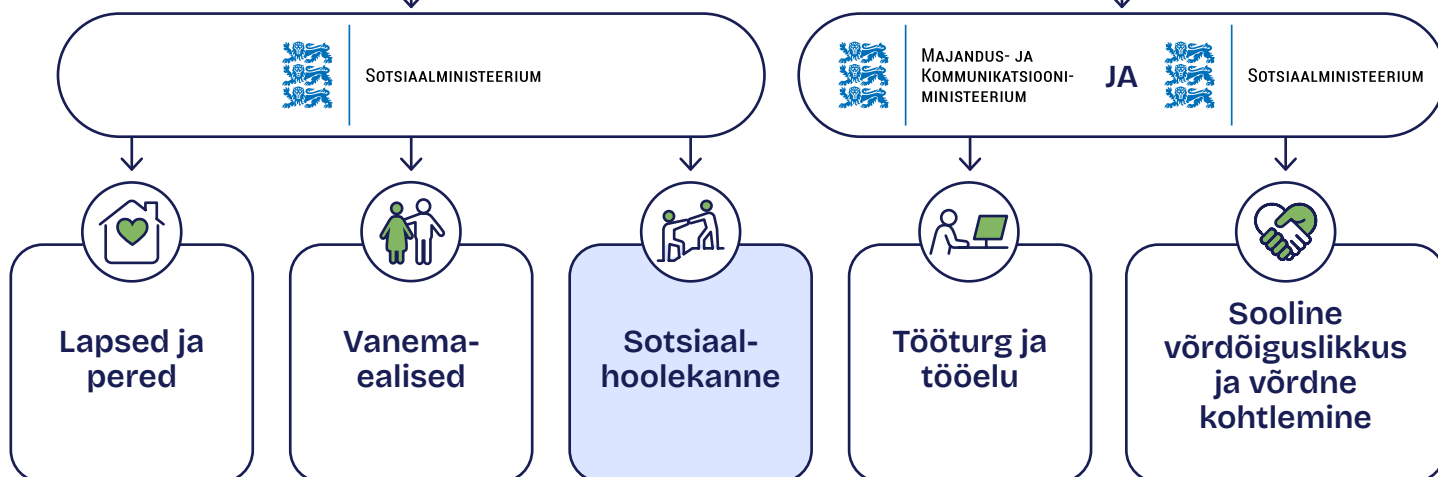 SOTSIAALMINISTEERIUM
MAJANDUS- JA
KOMMUNIKATSIOONI-
MINISTEERIUM
JA
SOTSIAALMINISTEERIUM
Lapsed ja
pered
Vanema-
ealised
Sotsiaal-
hoolekanne
Tööturg ja
tööelu
Sooline
võrdõiguslikkus
ja võrdne
kohtlemine